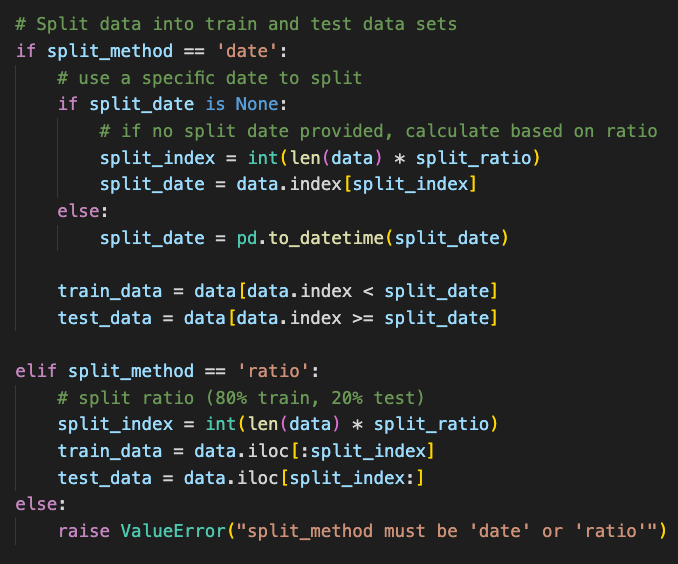 # Split data into train and test data sets
if split_method == 'date':
    # use a specific date to split
    if split_date is None:
        # if no split date provided, calculate based on ratio
        split_index = int(len(data) * split_ratio)
        split_date = data.index[split_index]
    else:
        split_date = pd.to_datetime(split_date)

    train_data = data[data.index < split_date]
    test_data = data[data.index >= split_date]

elif split_method == 'ratio':
    # split ratio (80% train, 20% test)
    split_index = int(len(data) * split_ratio)
    train_data = data.iloc[:split_index]
    test_data = data.iloc[split_index:]
else:
    raise ValueError("split_method must be 'date' or 'ratio'")